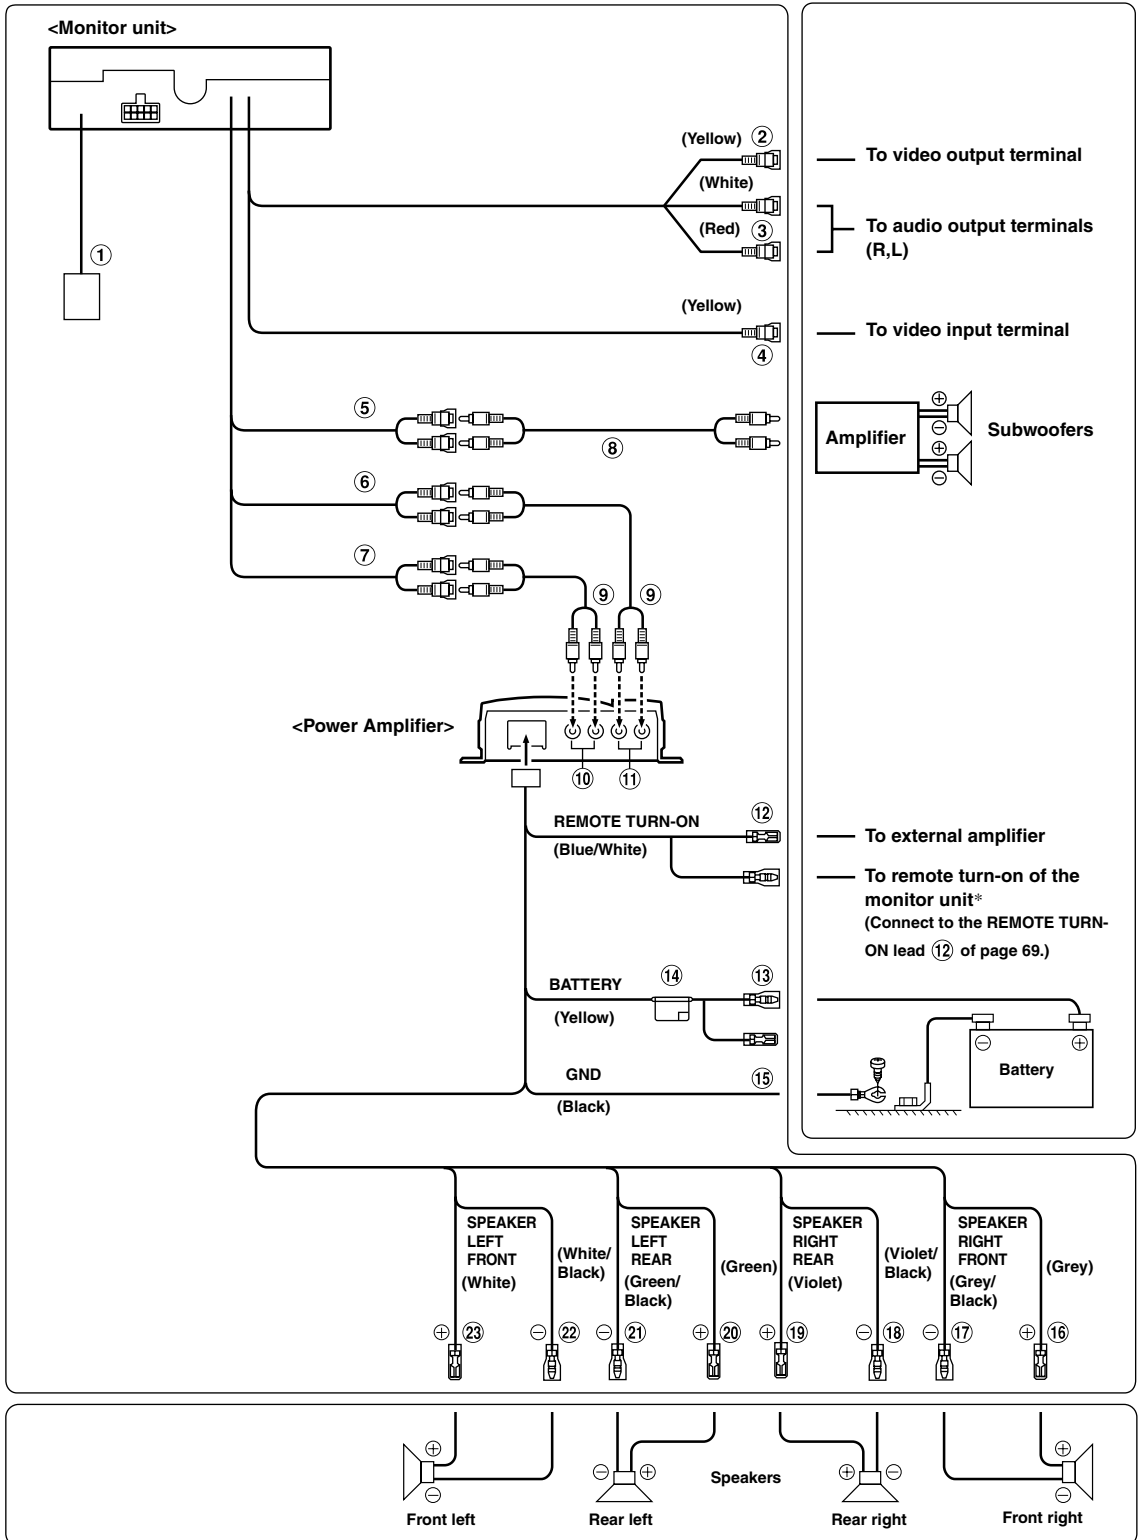 <Monitor unit>
①
(Yellow) ②
(White)
(Red) ③
To video output terminal
To audio output terminals
(R,L)
(Yellow)
④
To video input terminal
⑤
⑧
Amplifier
⊕
⊖
⊕
⊖
Subwoofers
⑥
⑦
⑨ ⑨
<Power Amplifier>
⑩ ⑪
REMOTE TURN-ON ⑫
(Blue/White)
To external amplifier
To remote turn-on of the
monitor unit*
(Connect to the REMOTE TURN-
ON lead ⑫ of page 69.)
BATTERY ⑭ ⑬
(Yellow)
⊖ ⊕
Battery
GND ⑮
(Black)
SPEAKER
LEFT
FRONT
(White)
(White/
Black)
SPEAKER
LEFT
REAR
(Green/
Black)
(Green)
SPEAKER
RIGHT
REAR
(Violet)
(Violet/
Black)
SPEAKER
RIGHT
FRONT
(Grey/
Black)
(Grey)
⊕ ㉓ ⊖ ㉒ ⊖ ㉑ ⊕ ⑳ ⊕ ⑲ ⊖ ⑱ ⊖ ⑰ ⊕ ⑯
⊕
⊖
Front left
⊖ ⊕
Rear left
Speakers
⊕ ⊖
Rear right
⊕
⊖
Front right